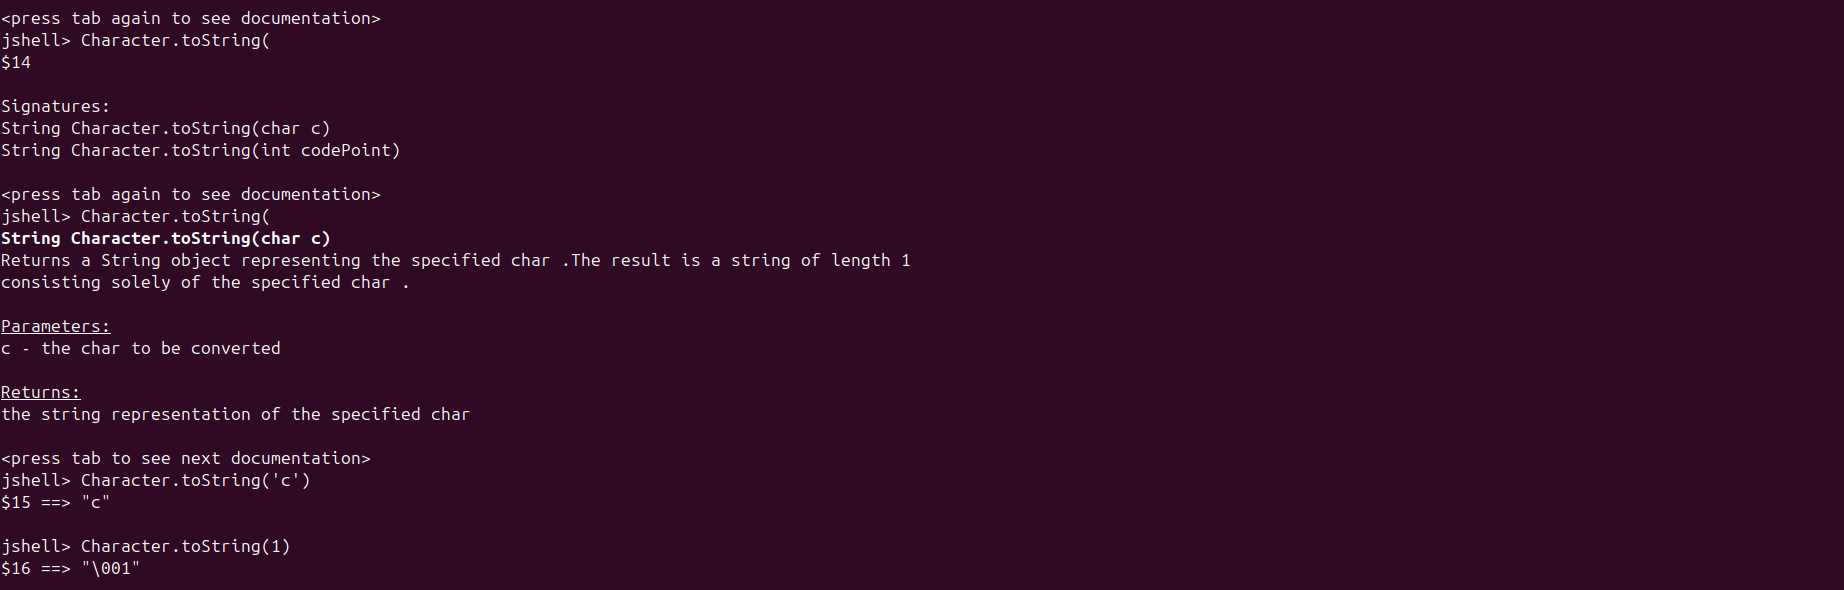 <press tab again to see documentation>
jshell> Character.toString(
$14
Signatures:
String Character.toString(char c)
String Character.toString(int codePoint)
<press tab again to see documentation>
jshell> Character.toString(
String Character.toString(char c)
Returns a String object representing the specified char .The result is a string of length 1
consisting solely of the specified char .
Parameters:
c - the char to be converted
Returns:
the string representation of the specified char
<press tab to see next documentation>
jshell> Character.toString('c')
$15 ==> "c"
jshell> Character.toString(1)
$16 ==> "\001"